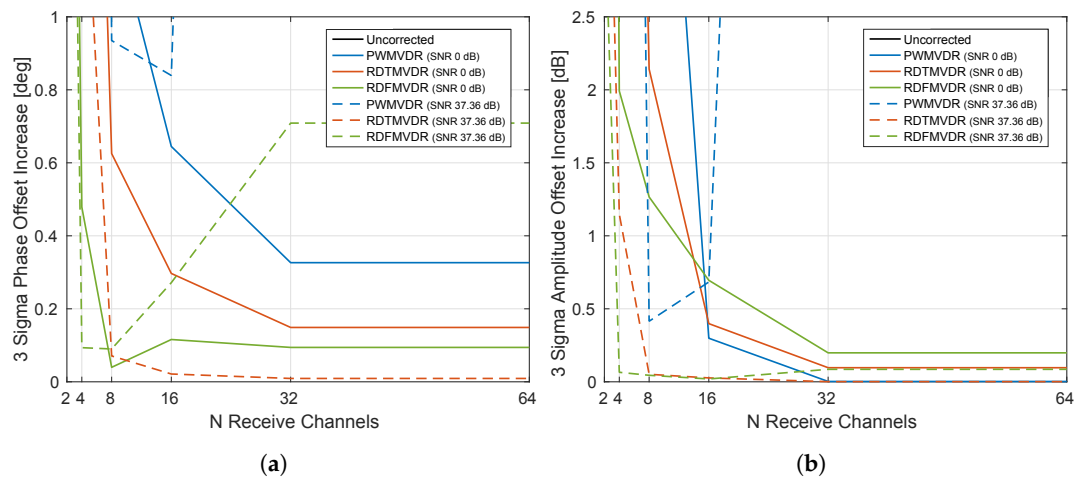 3 Sigma Phase Offset Increase [deg]
1
0.8
0.6
0.4
0.2
0
2 4 8 16 32 64
N Receive Channels
Uncorrected
PWMVDR (SNR 0 dB)
RDTMVDR (SNR 0 dB)
RDFMVDR (SNR 0 dB)
PWMVDR (SNR 37.36 dB)
RDTMVDR (SNR 37.36 dB)
RDFMVDR (SNR 37.36 dB)
(a)
3 Sigma Amplitude Offset Increase [dB]
2.5
2
1.5
1
0.5
0
2 4 8 16 32 64
N Receive Channels
Uncorrected
PWMVDR (SNR 0 dB)
RDTMVDR (SNR 0 dB)
RDFMVDR (SNR 0 dB)
PWMVDR (SNR 37.36 dB)
RDTMVDR (SNR 37.36 dB)
RDFMVDR (SNR 37.36 dB)
(b)